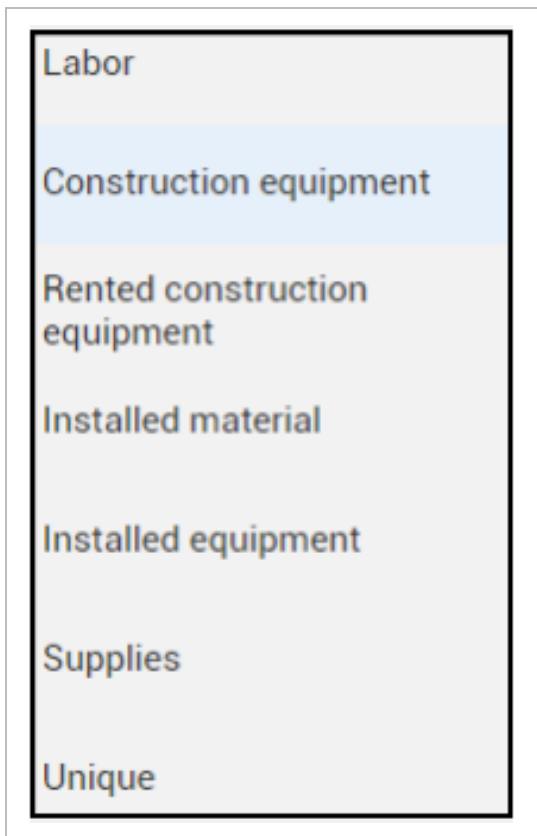 Labor
Construction equipment
Rented construction
equipment
Installed material
Installed equipment
Supplies
Unique